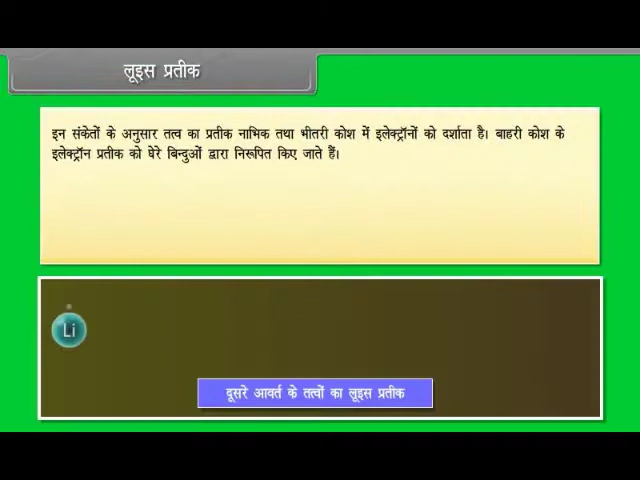 लूइस प्रतीक
इन संकेतों के अनुसार तत्व का प्रतीक नाभिक तथा भीतरी कोश में इलेक्ट्रॉनों को दर्शाता है। बाहरी कोश के
इलेक्ट्रॉन प्रतीक को घेरे बिन्दुओं द्वारा निरूपित किए जाते हैं।
Li
दूसरे आवर्त के तत्वों का लूइस प्रतीक